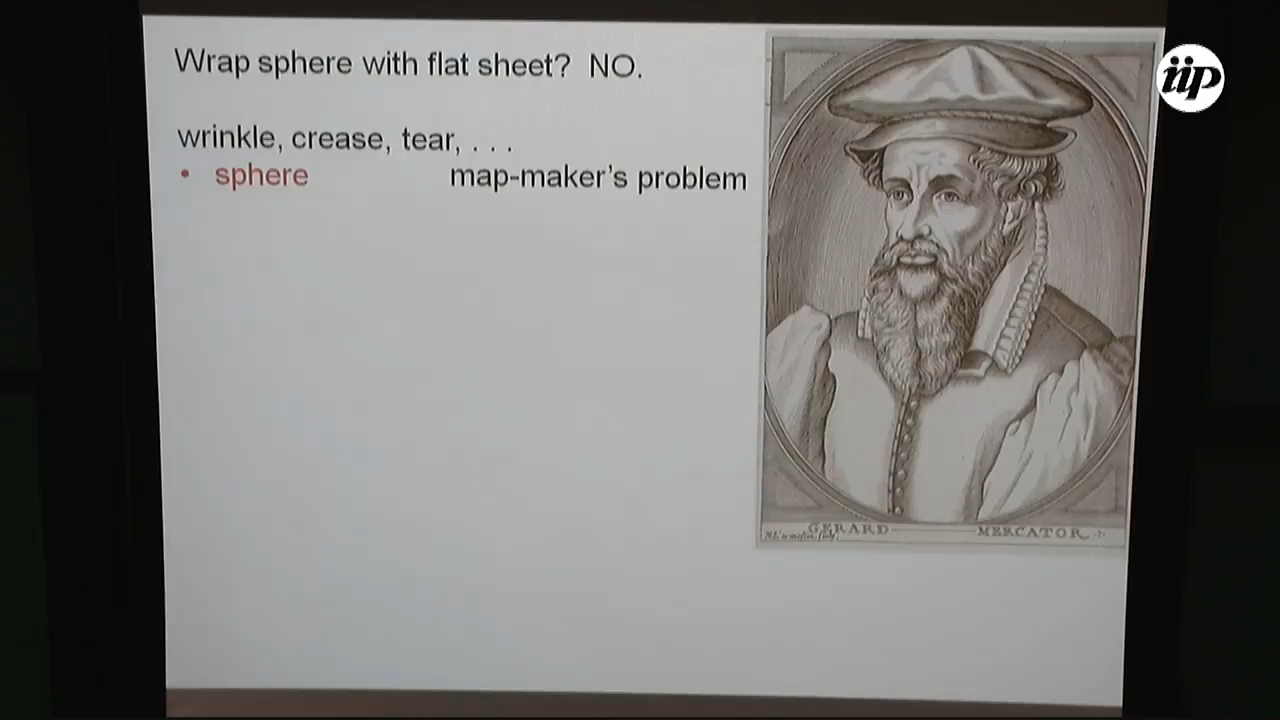 Wrap sphere with flat sheet? NO.
wrinkle, crease, tear, . . .
• sphere map-maker's problem
GERARD MERCATOR
iip